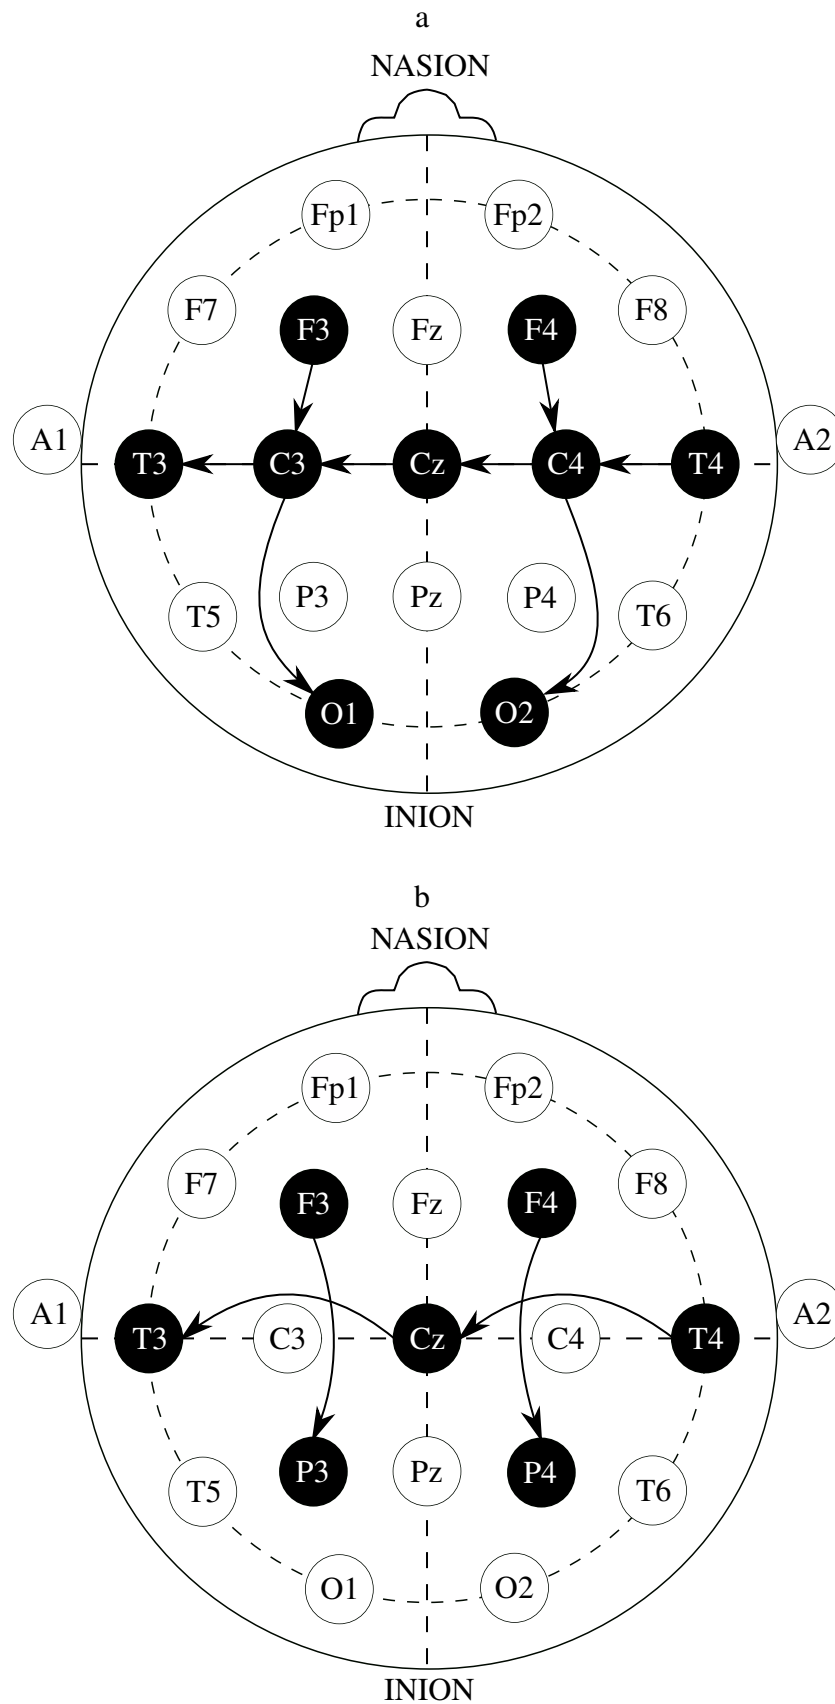 a
NASION
Fp1 Fp2
F7 F3 Fz F4 F8
A1 T3 C3 Cz C4 T4 A2
T5 P3 Pz P4 T6
O1 O2
INION
b
NASION
Fp1 Fp2
F7 F3 Fz F4 F8
A1 T3 C3 Cz C4 T4 A2
T5 P3 Pz P4 T6
O1 O2
INION